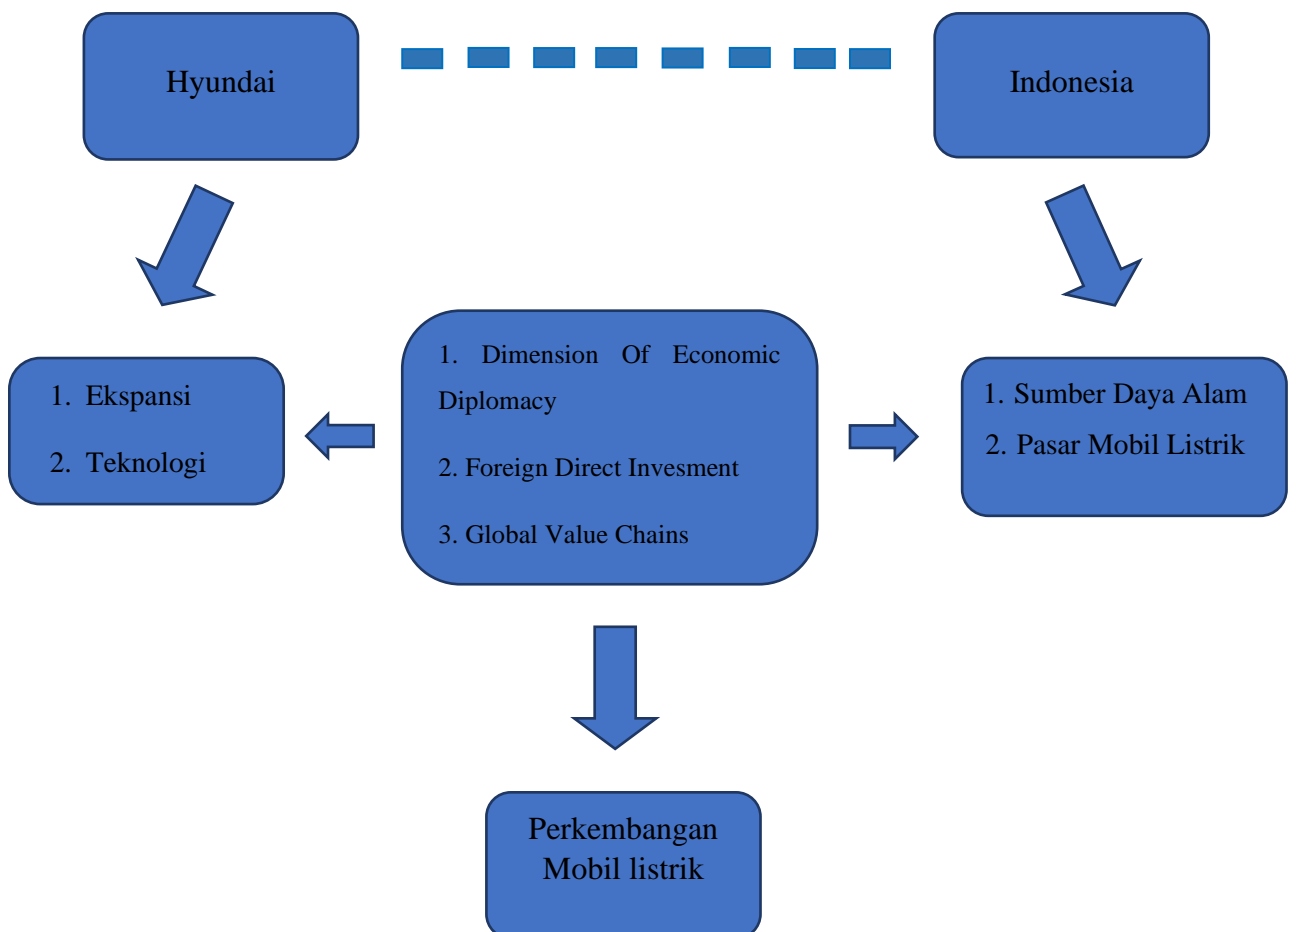 Hyundai
Indonesia
1. Ekspansi
2. Teknologi
1. Dimension Of Economic
Diplomacy
2. Foreign Direct Invesment
3. Global Value Chains
1. Sumber Daya Alam
2. Pasar Mobil Listrik
Perkembangan
Mobil listrik